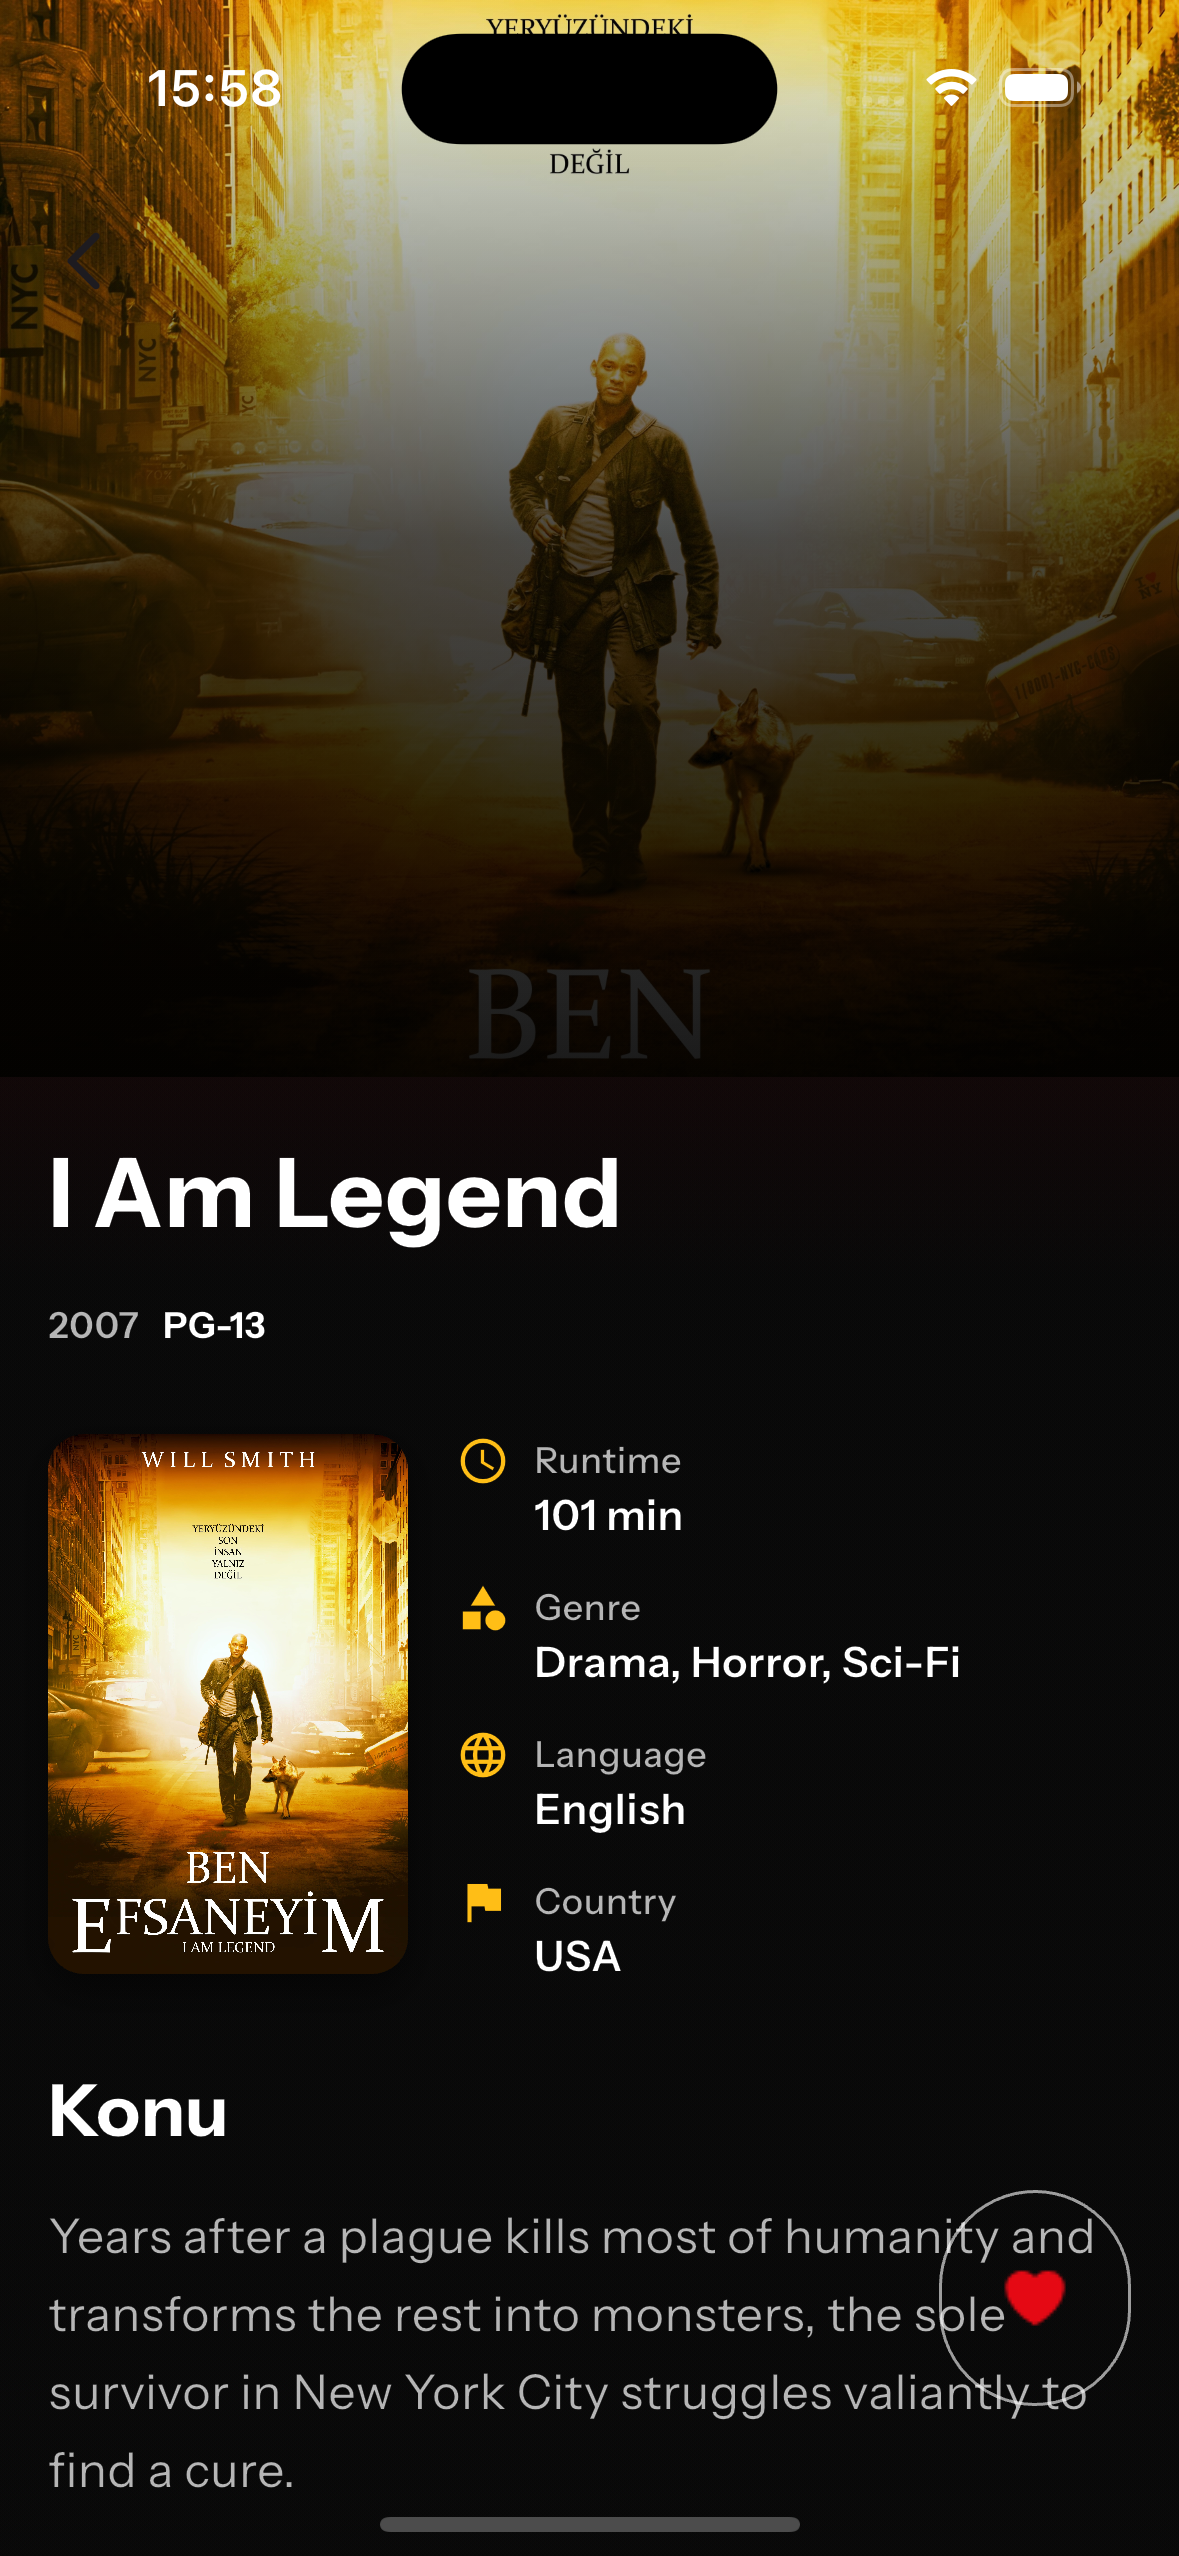 YERYÜZÜNDEKİ
15:58
DEĞİL
NYC
NYC
YC
I ♥ NY
BEN
I Am Legend
2007 PG-13
WILL SMITH
YERYÜZÜNDEKİ
SON
İNSAN
YALNIZ
DEĞİL
BEN
EFSANEYİM
I AM LEGEND
Runtime
101 min
Genre
Drama, Horror, Sci-Fi
Language
English
Country
USA
Konu
Years after a plague kills most of humanity and
transforms the rest into monsters, the sole
survivor in New York City struggles valiantly to
find a cure.